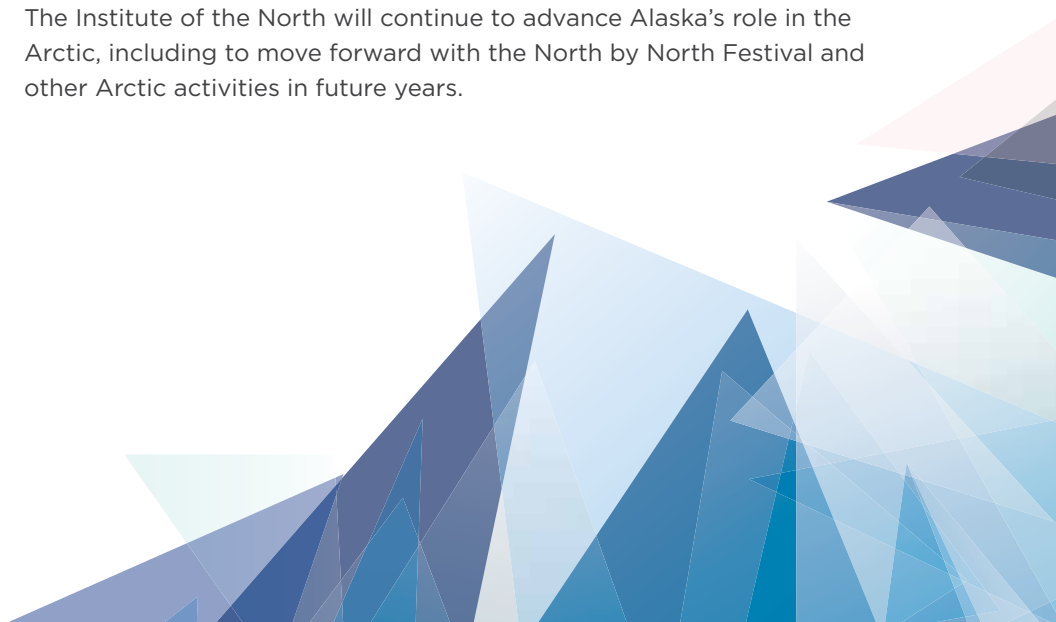 The Institute of the North will continue to advance Alaska’s role in the
Arctic, including to move forward with the North by North Festival and
other Arctic activities in future years.